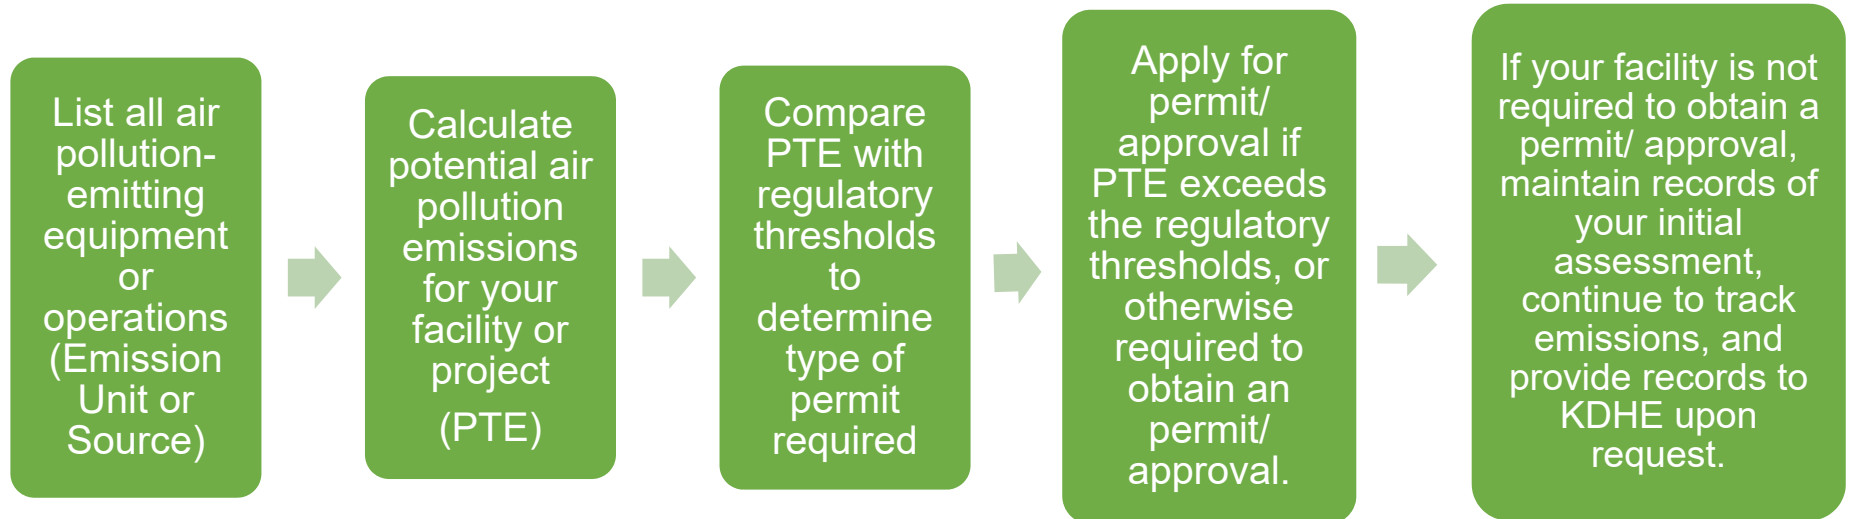 List all air
pollution-
emitting
equipment
or
operations
(Emission
Unit or
Source)
Calculate
potential air
pollution
emissions
for your
facility or
project
(PTE)
Compare
PTE with
regulatory
thresholds
to
determine
type of
permit
required
Apply for
permit/
approval if
PTE exceeds
the regulatory
thresholds, or
otherwise
required to
obtain an
permit/
approval.
If your facility is not
required to obtain a
permit/ approval,
maintain records of
your initial
assessment,
continue to track
emissions, and
provide records to
KDHE upon
request.